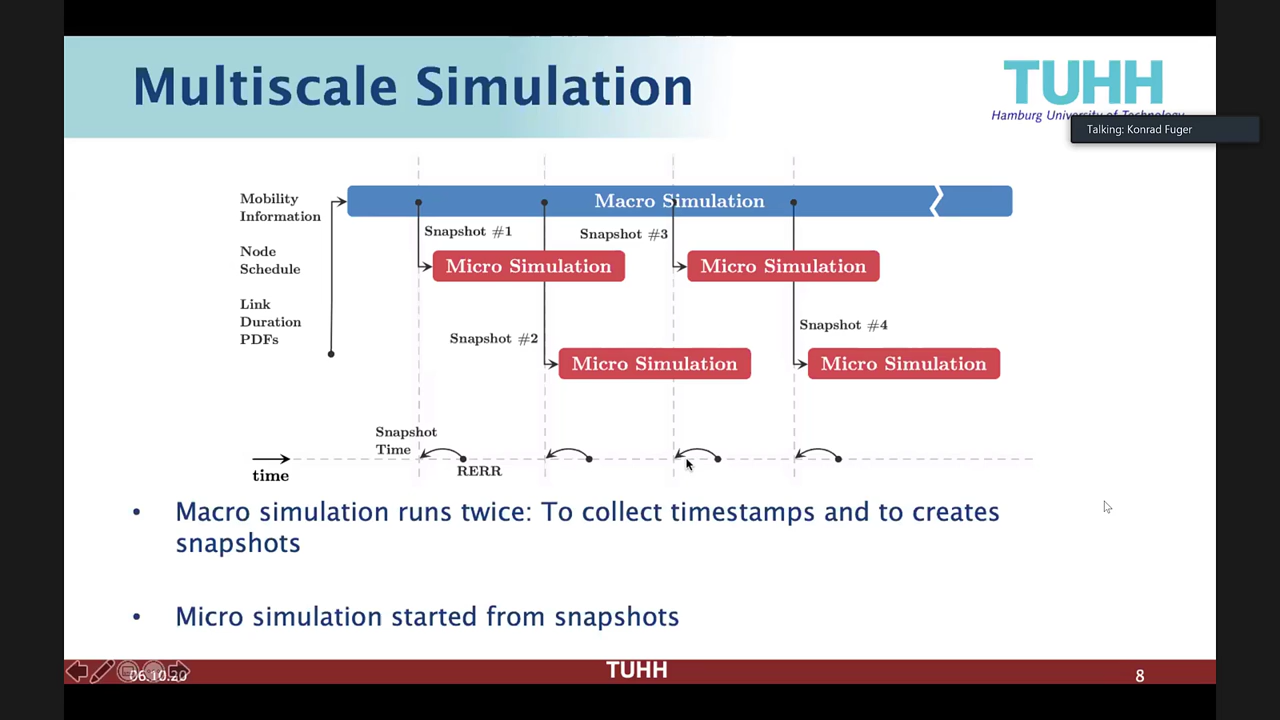 Multiscale Simulation
TUHH
Hamburg University of Technology
Talking: Konrad Fuger
Mobility
Information
Node
Schedule
Link
Duration
PDFs
Macro Simulation
Snapshot #1
Snapshot #3
Micro Simulation
Micro Simulation
Snapshot #2
Snapshot #4
Micro Simulation
Micro Simulation
Snapshot
Time
RERR
time
• Macro simulation runs twice: To collect timestamps and to creates
snapshots
• Micro simulation started from snapshots
06.10.20
TUHH
8